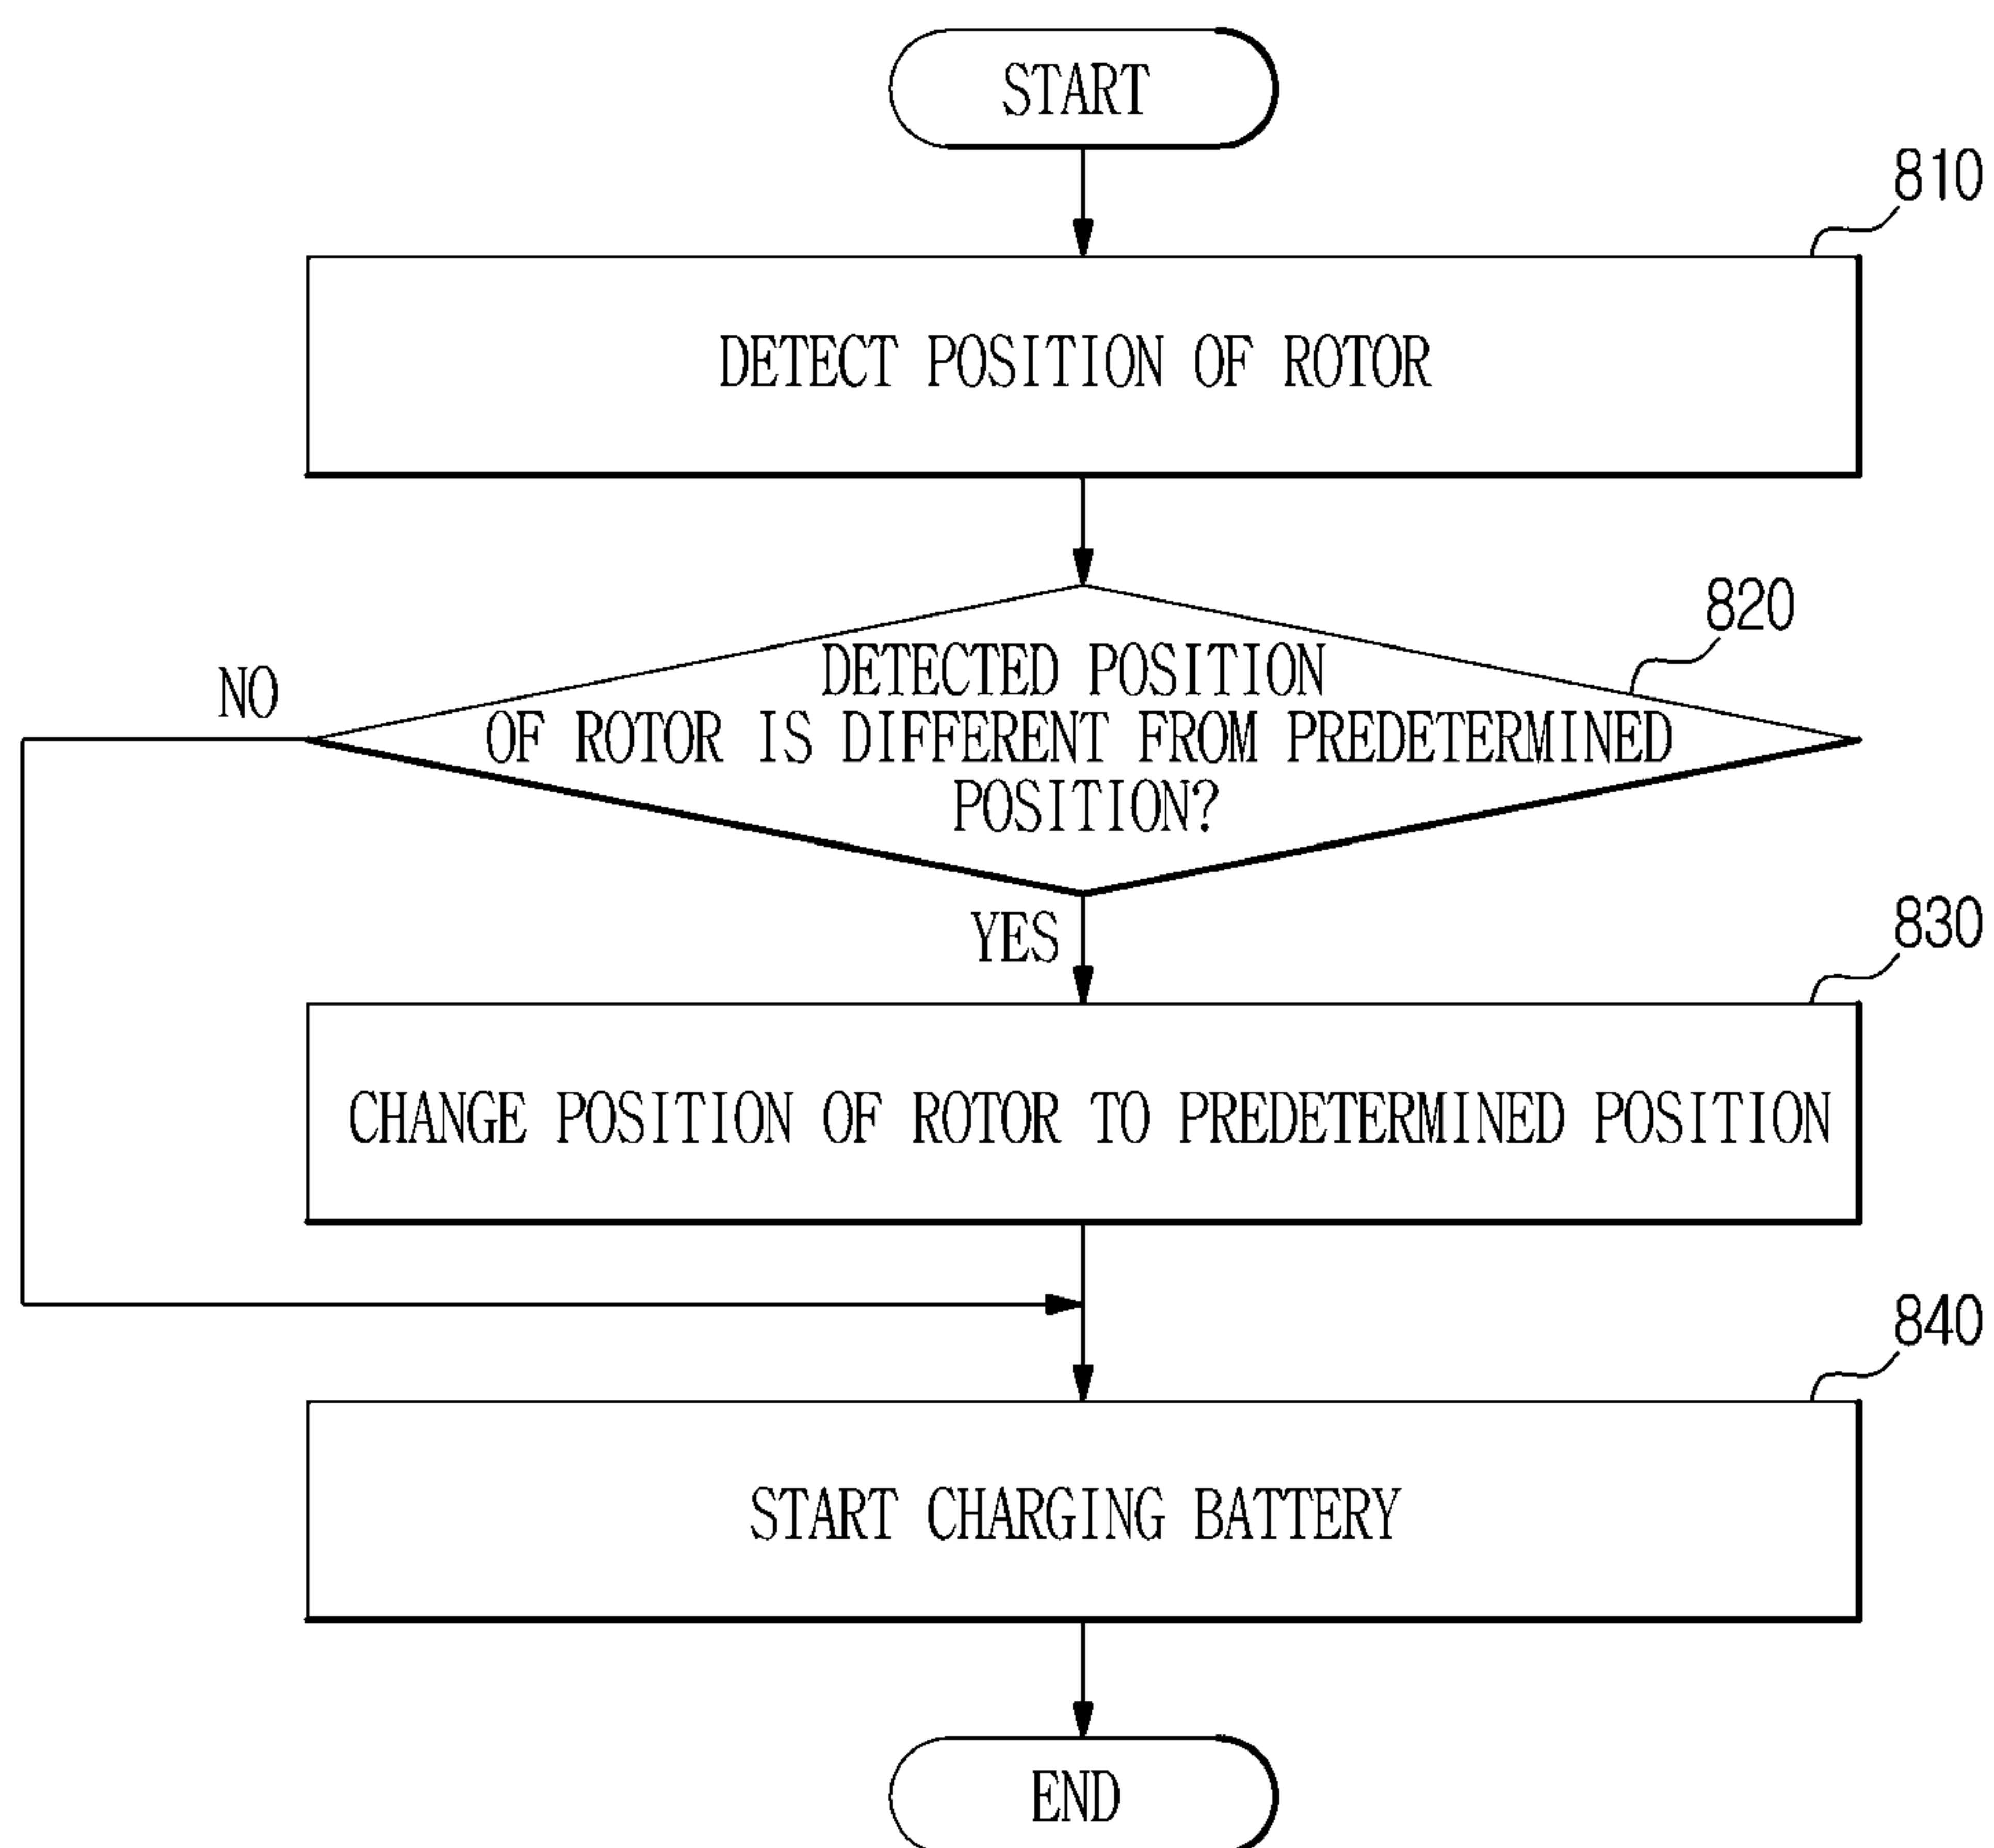 START
810
DETECT POSITION OF ROTOR
820
DETECTED POSITION
OF ROTOR IS DIFFERENT FROM PREDETERMINED
POSITION?
NO
YES
830
CHANGE POSITION OF ROTOR TO PREDETERMINED POSITION
840
START CHARGING BATTERY
END